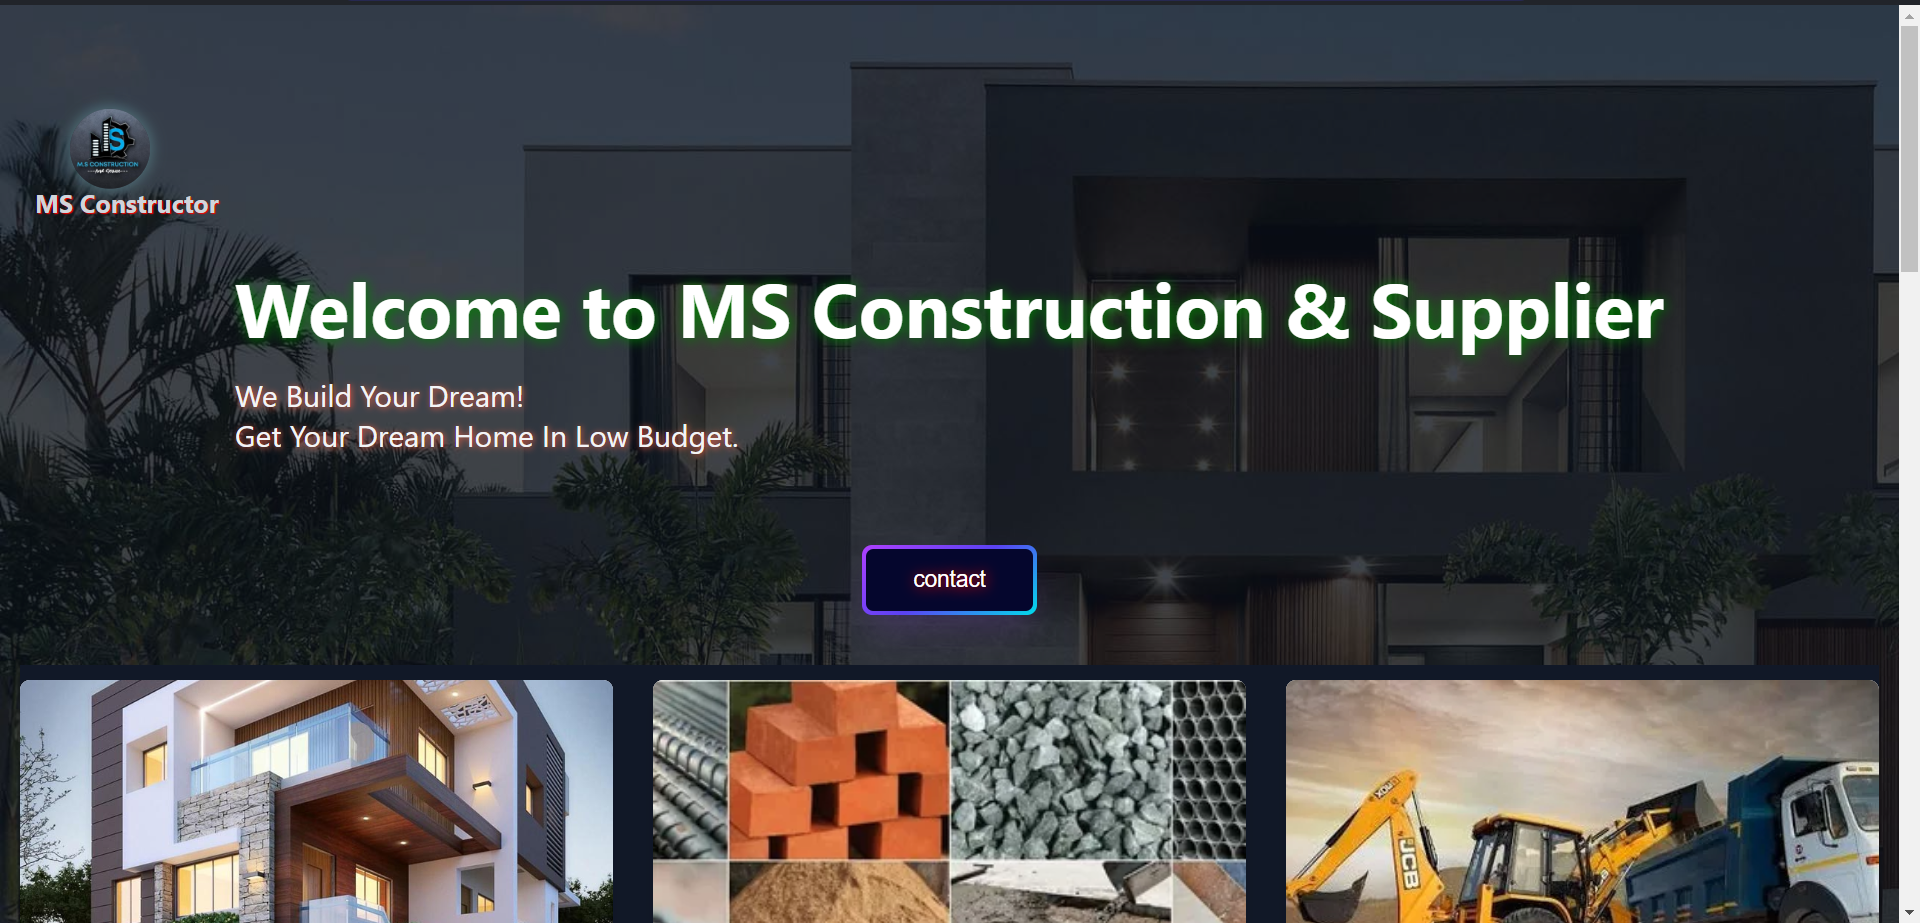 M.S CONSTRUCTION
MS Constructor
Welcome to MS Construction & Supplier
We Build Your Dream!
Get Your Dream Home In Low Budget.
contact
JCB